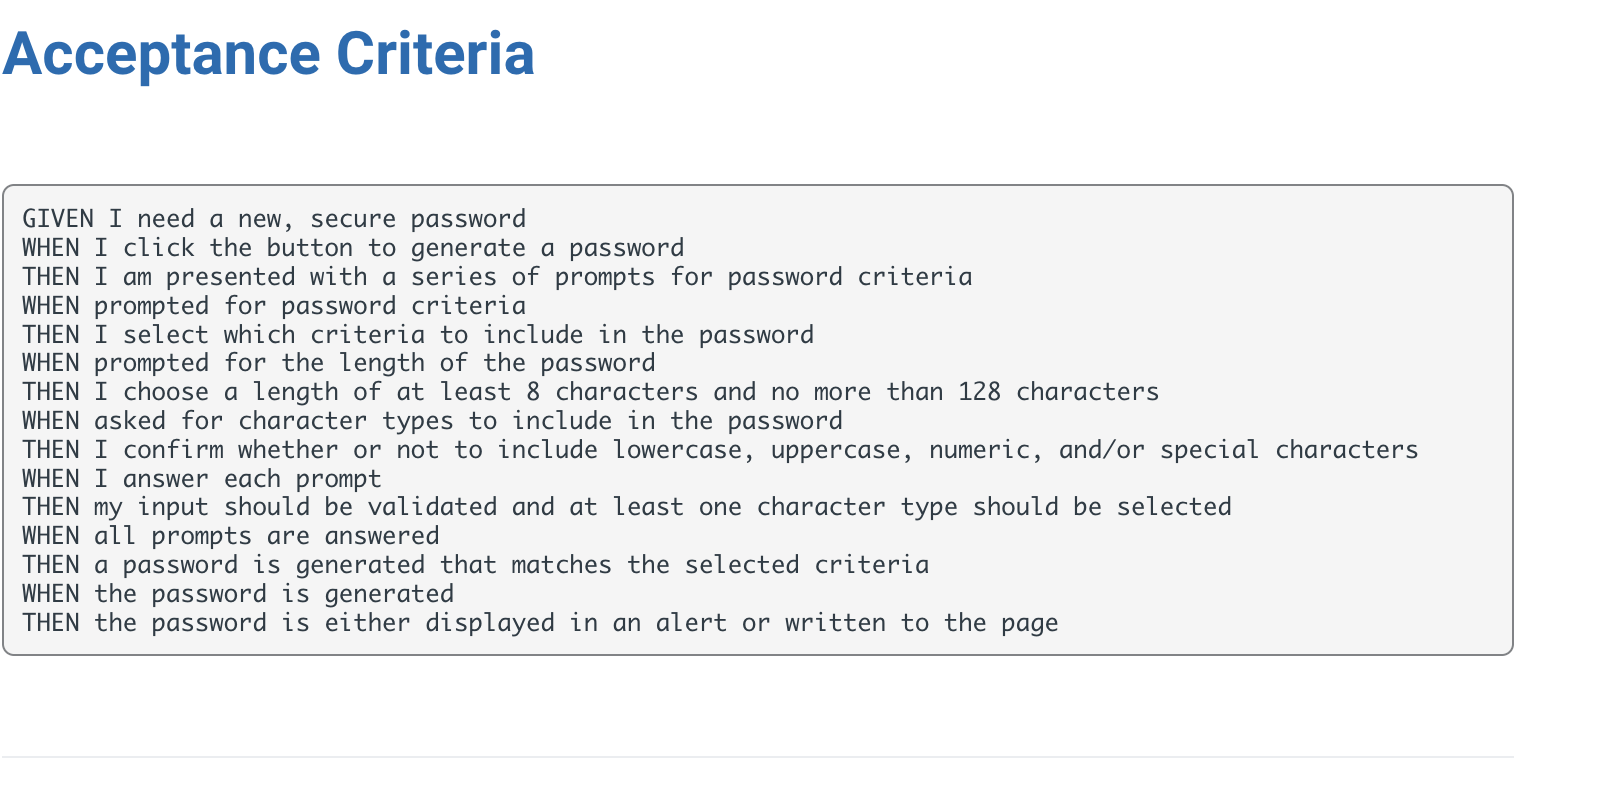 Acceptance Criteria
GIVEN I need a new, secure password
WHEN I click the button to generate a password
THEN I am presented with a series of prompts for password criteria
WHEN prompted for password criteria
THEN I select which criteria to include in the password
WHEN prompted for the length of the password
THEN I choose a length of at least 8 characters and no more than 128 characters
WHEN asked for character types to include in the password
THEN I confirm whether or not to include lowercase, uppercase, numeric, and/or special characters
WHEN I answer each prompt
THEN my input should be validated and at least one character type should be selected
WHEN all prompts are answered
THEN a password is generated that matches the selected criteria
WHEN the password is generated
THEN the password is either displayed in an alert or written to the page